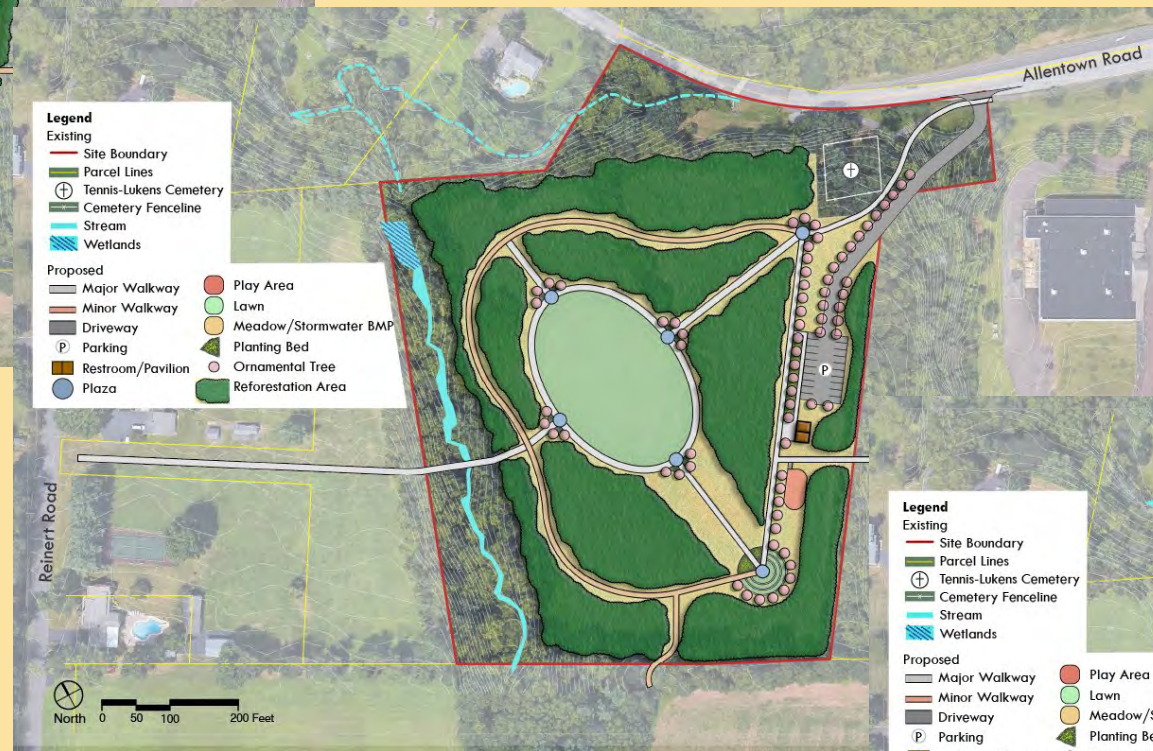 Allentown Road
Legend
Existing
Site Boundary
Parcel Lines
Tennis-Lukens Cemetery
Cemetery Fenceline
Stream
Wetlands
Proposed
Major Walkway
Minor Walkway
Driveway
P Parking
Restroom/Pavilion
Plaza
Play Area
Lawn
Meadow/Stormwater BMP
Planting Bed
Ornamental Tree
Reforestation Area
P
Reinert Road
North 0 50 100 200 Feet
Legend
Existing
Site Boundary
Parcel Lines
Tennis-Lukens Cemetery
Cemetery Fenceline
Stream
Wetlands
Proposed
Major Walkway
Minor Walkway
Driveway
P Parking
Play Area
Lawn
Meadow/S
Planting Be